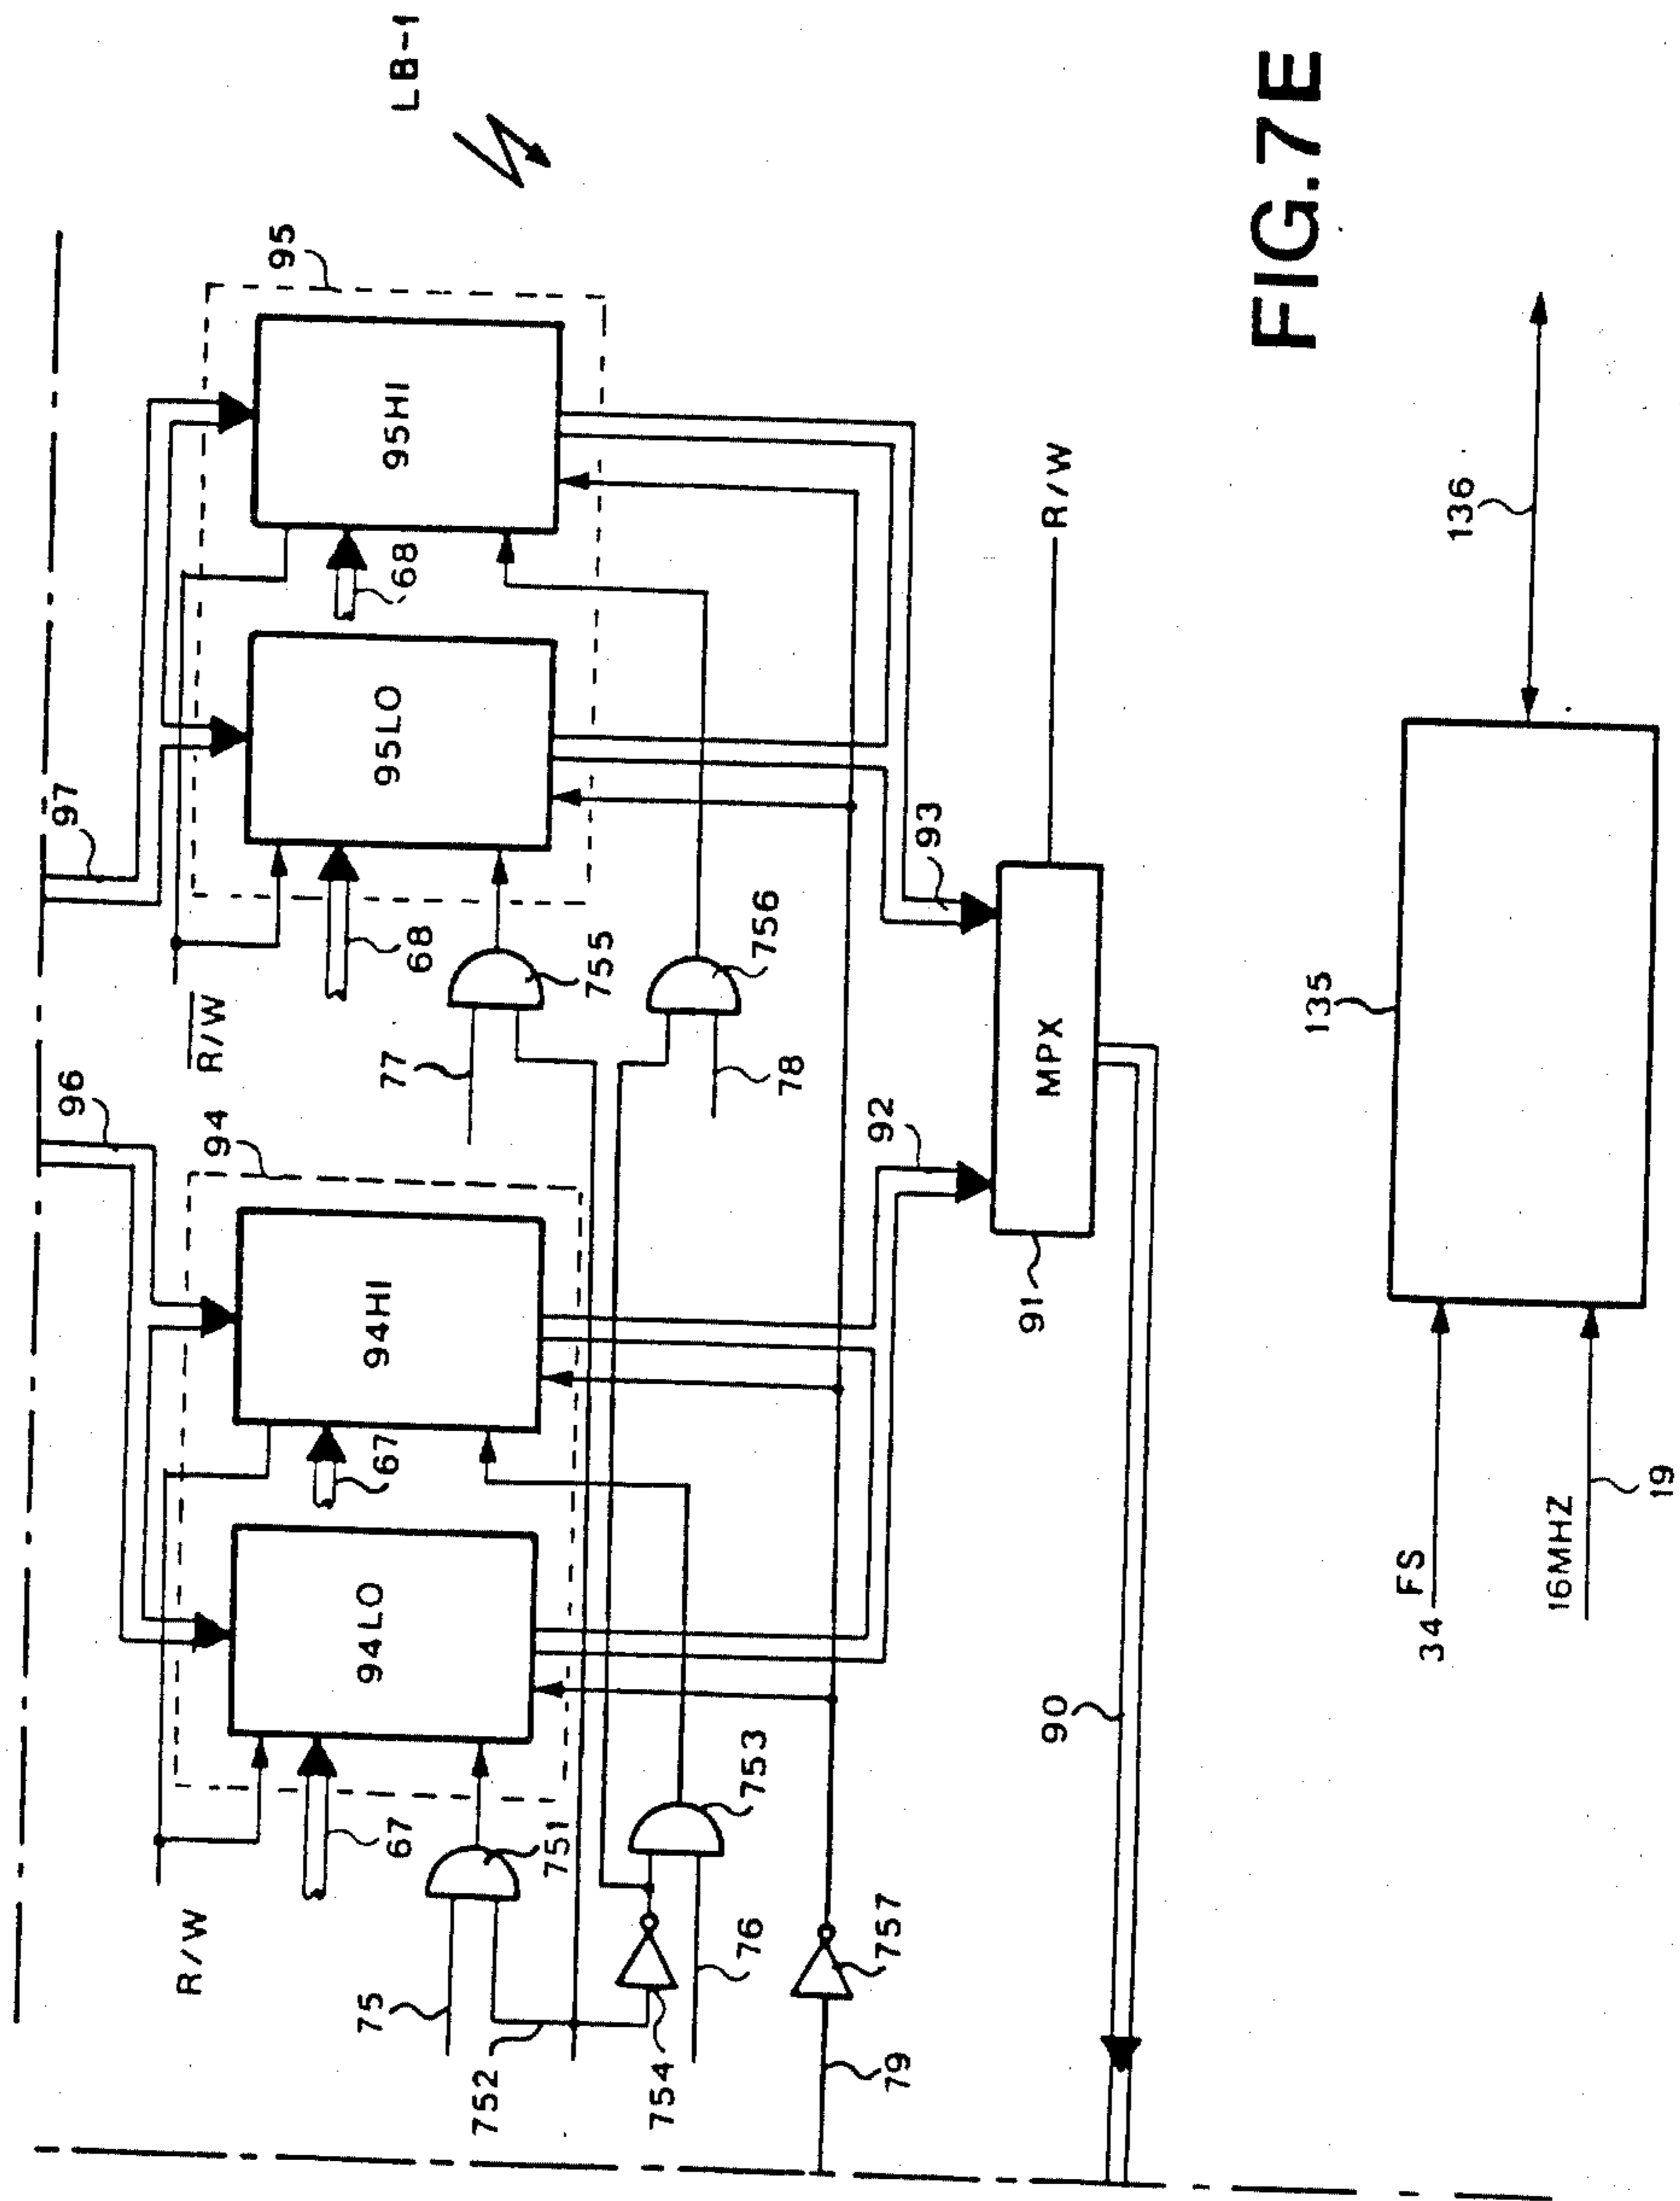 LB-1
97
95
96
94
R/W
R/W
94LO
94HI
95LO
95HI
67
67
68
68
75
751
752
753
754
76
77
755
78
756
79
757
92
93
91
MPX
R/W
90
FIG.7E
34 FS
16MHZ
19
135
136